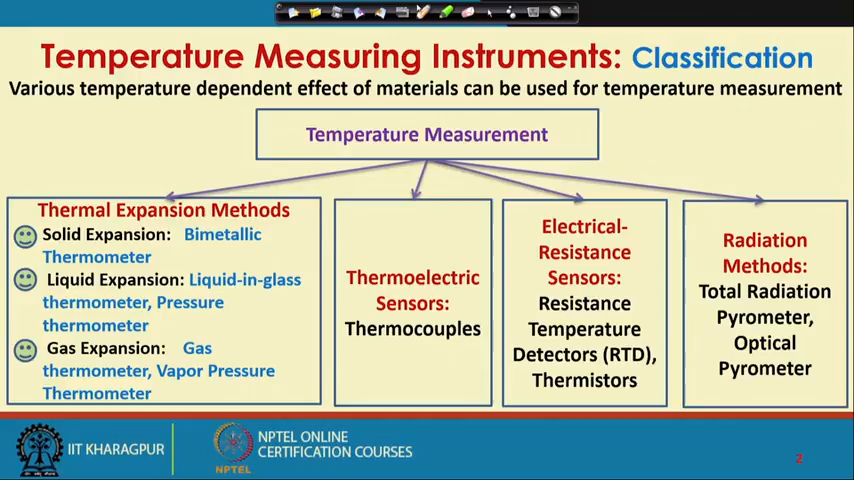 Temperature Measuring Instruments: Classification
Various temperature dependent effect of materials can be used for temperature measurement
Temperature Measurement
Thermal Expansion Methods
Solid Expansion: Bimetallic
Thermometer
Liquid Expansion: Liquid-in-glass
thermometer, Pressure
thermometer
Gas Expansion: Gas
thermometer, Vapor Pressure
Thermometer
Thermoelectric
Sensors:
Thermocouples
Electrical-
Resistance
Sensors:
Resistance
Temperature
Detectors (RTD),
Thermistors
Radiation
Methods:
Total Radiation
Pyrometer,
Optical
Pyrometer
IIT KHARAGPUR
NPTEL
NPTEL ONLINE
CERTIFICATION COURSES
2